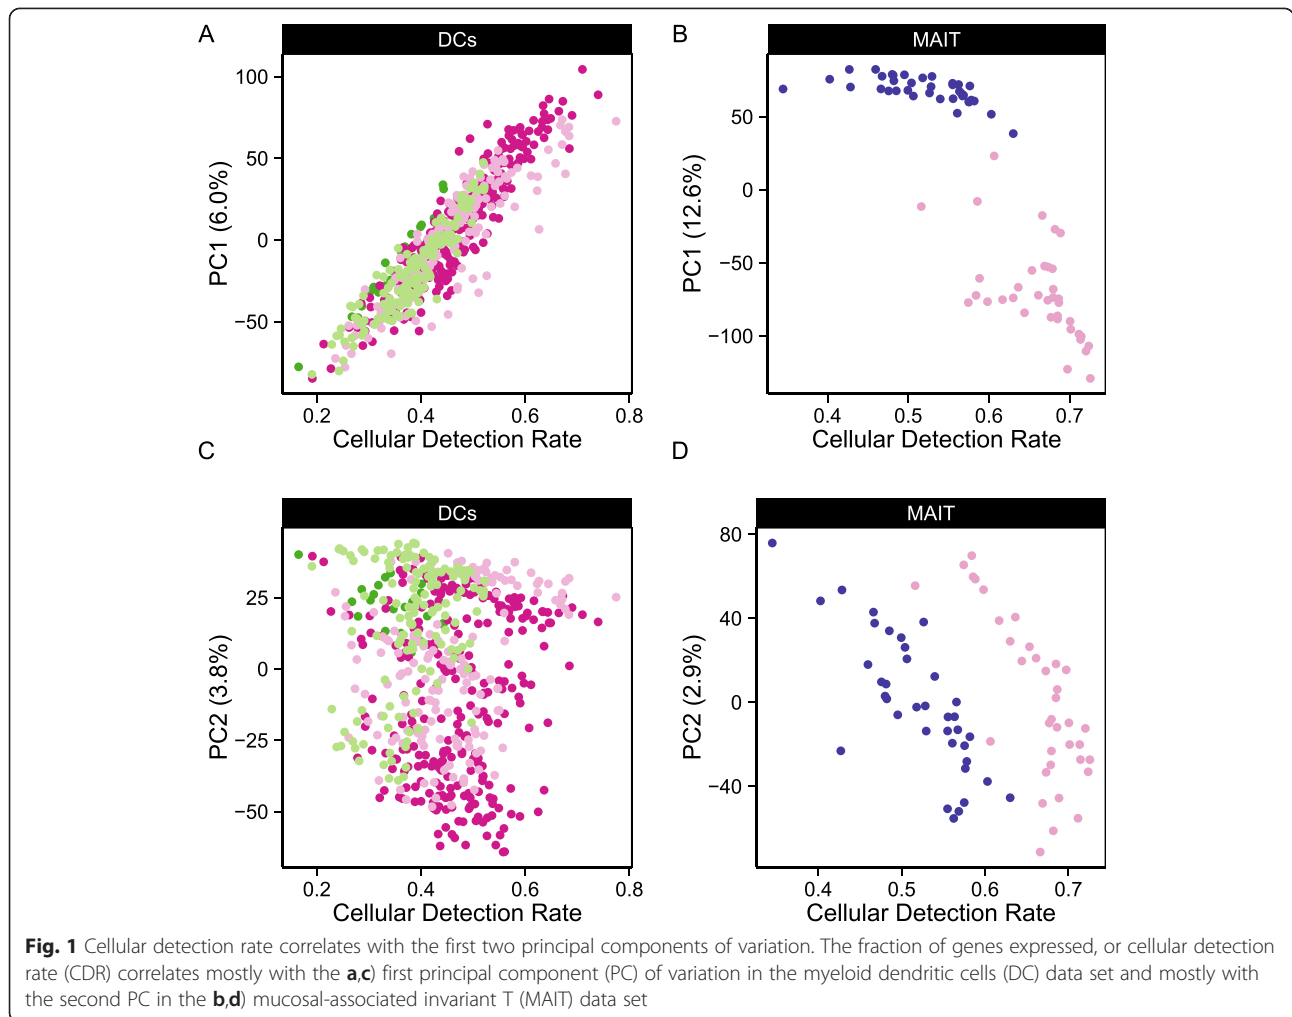 A
DCs
100
50
0
−50
PC1 (6.0%)
0.2
0.4
0.6
0.8
Cellular Detection Rate
B
MAIT
50
0
−50
−100
PC1 (12.6%)
0.4
0.5
0.6
0.7
Cellular Detection Rate
C
DCs
25
0
−25
−50
PC2 (3.8%)
0.2
0.4
0.6
0.8
Cellular Detection Rate
D
MAIT
80
40
0
−40
PC2 (2.9%)
0.4
0.5
0.6
0.7
Cellular Detection Rate
Fig. 1 Cellular detection rate correlates with the first two principal components of variation. The fraction of genes expressed, or cellular detection
rate (CDR) correlates mostly with the a,c) first principal component (PC) of variation in the myeloid dendritic cells (DC) data set and mostly with
the second PC in the b,d) mucosal-associated invariant T (MAIT) data set